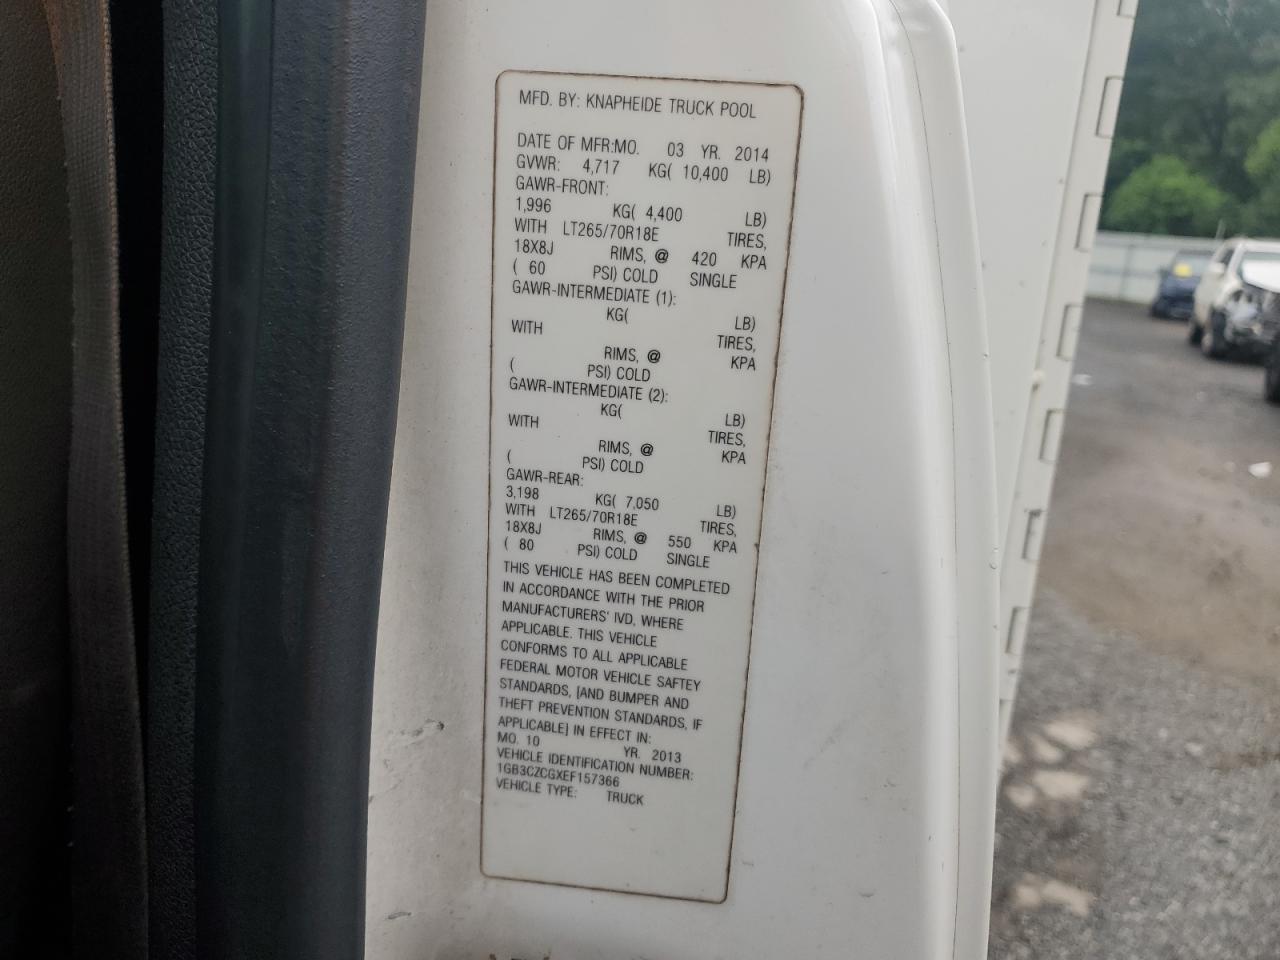 MFD. BY: KNAPHEIDE TRUCK POOL
DATE OF MFR:MO. 03 YR. 2014
GVWR: 4,717 KG( 10,400 LB)
GAWR-FRONT:
1,996 KG( 4,400 LB)
WITH LT265/70R18E TIRES,
18X8J RIMS, @ 420 KPA
( 60 PSI) COLD SINGLE
GAWR-INTERMEDIATE (1):
KG( LB)
WITH TIRES,
RIMS, @ KPA
( PSI) COLD
GAWR-INTERMEDIATE (2):
KG( LB)
WITH TIRES,
RIMS, @ KPA
( PSI) COLD
GAWR-REAR:
3,198 KG( 7,050 LB)
WITH LT265/70R18E TIRES,
18X8J RIMS, @ 550 KPA
( 80 PSI) COLD SINGLE
THIS VEHICLE HAS BEEN COMPLETED
IN ACCORDANCE WITH THE PRIOR
MANUFACTURERS' IVD, WHERE
APPLICABLE. THIS VEHICLE
CONFORMS TO ALL APPLICABLE
FEDERAL MOTOR VEHICLE SAFTEY
STANDARDS, [AND BUMPER AND
THEFT PREVENTION STANDARDS, IF
APPLICABLE] IN EFFECT IN:
MO. 10 YR. 2013
VEHICLE IDENTIFICATION NUMBER:
1GB3CZCGXEF157366
VEHICLE TYPE: TRUCK